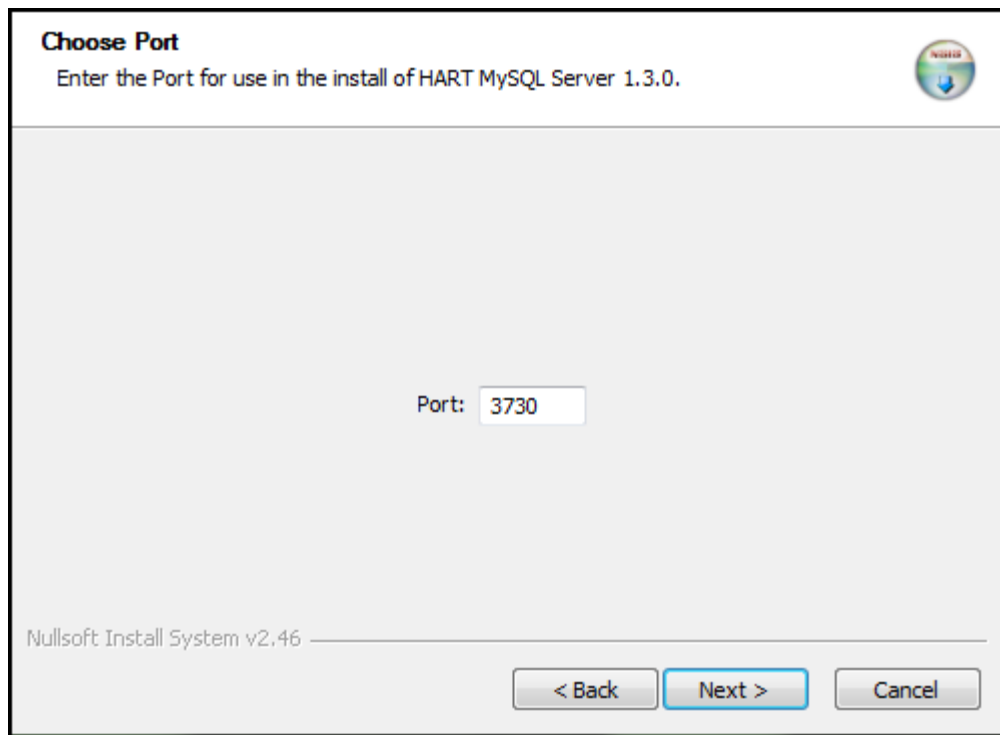 Choose Port
Enter the Port for use in the install of HART MySQL Server 1.3.0.
NSIS
Port: 3730
Nullsoft Install System v2.46
< Back Next > Cancel